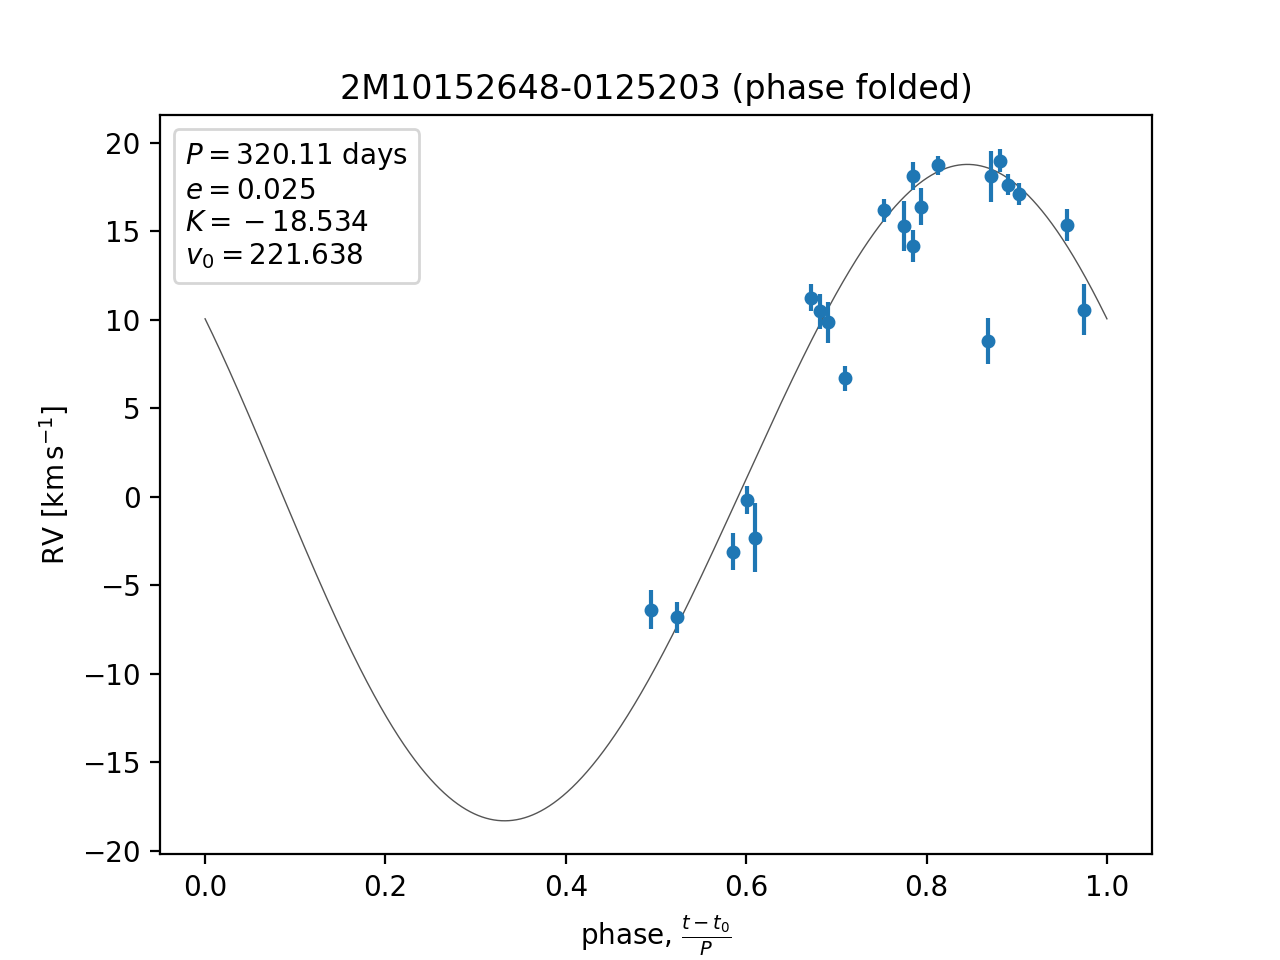 2M10152648-0125203 (phase folded)
P = 320.11 days
e = 0.025
K = −18.534
v₀ = 221.638
20
15
10
5
0
−5
−10
−15
−20
RV [km s⁻¹]
0.0 0.2 0.4 0.6 0.8 1.0
phase, (t − t₀)/P